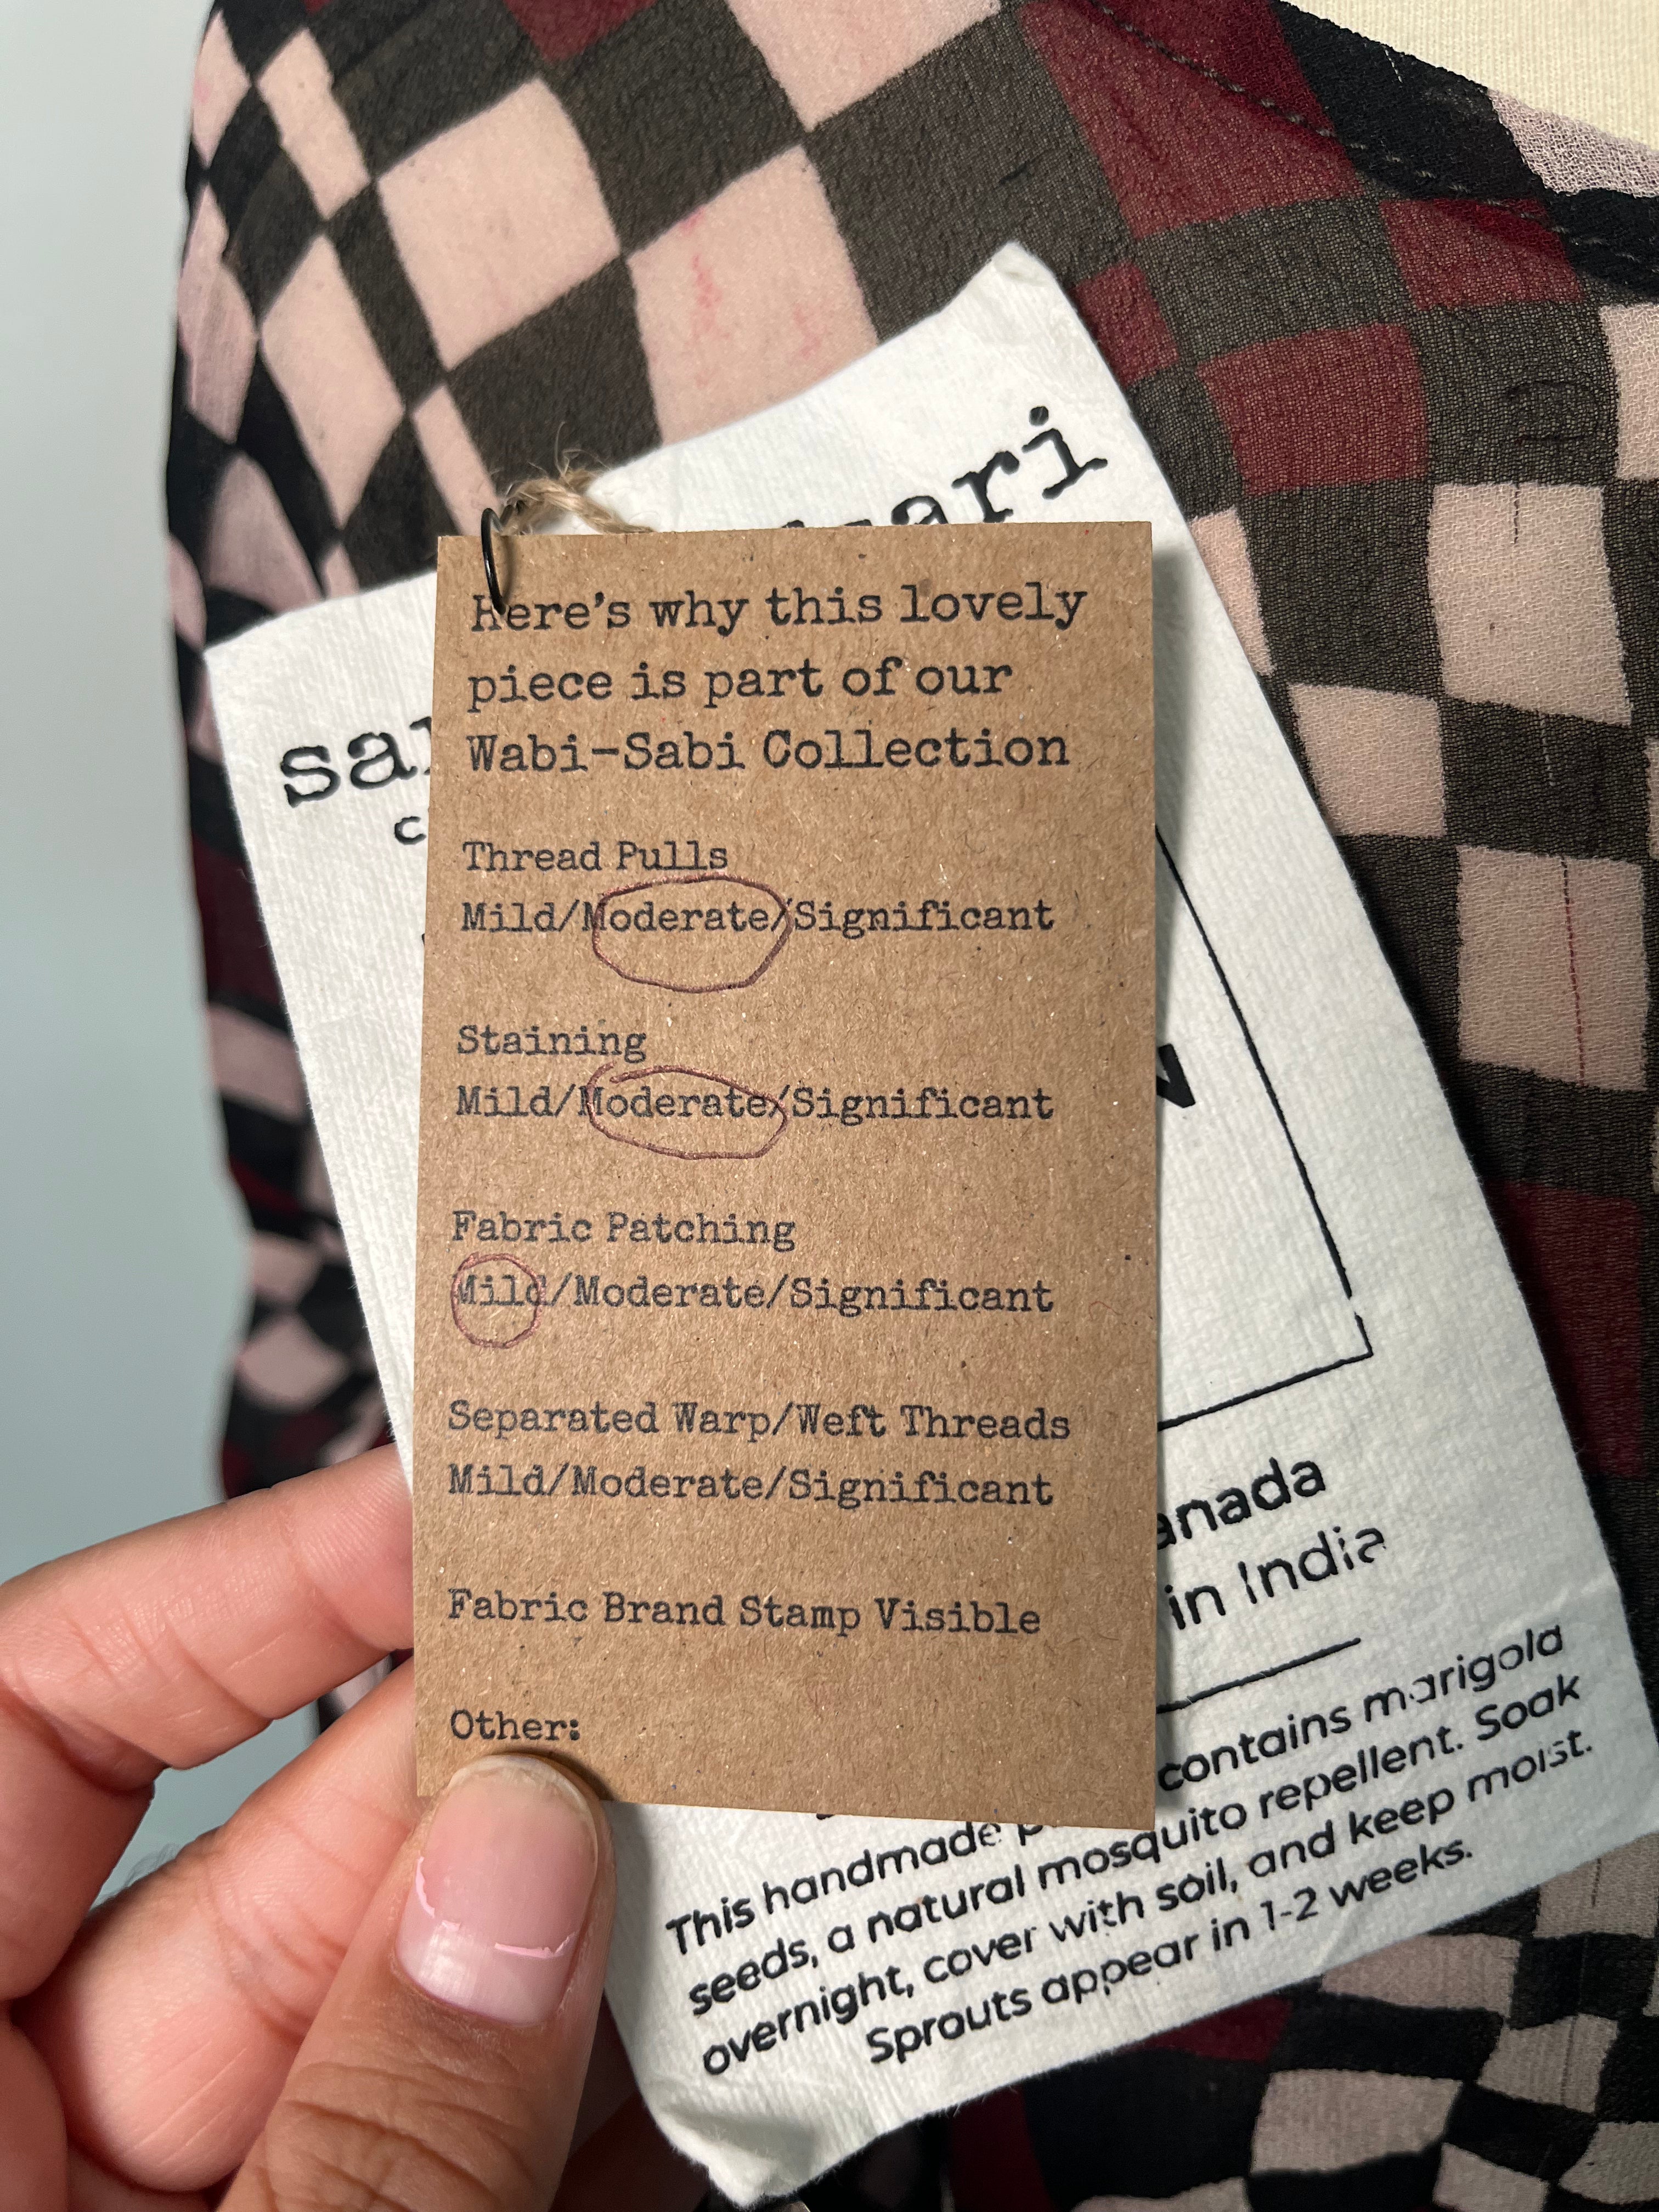 Here's why this lovely
piece is part of our
Wabi-Sabi Collection
Thread Pulls
Mild/Moderate/Significant
Staining
Mild/Moderate/Significant
Fabric Patching
Mild/Moderate/Significant
Separated Warp/Weft Threads
Mild/Moderate/Significant
Fabric Brand Stamp Visible
Other:
in India
This handmade
contains marigold
seeds, a natural mosquito repellent. Soak
overnight, cover with soil, and keep moist.
Sprouts appear in 1-2 weeks.